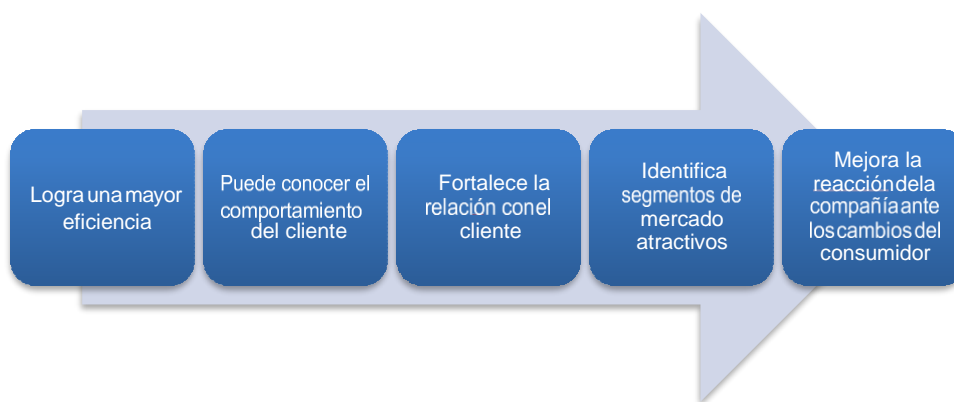 Logra una mayor
eficiencia
Puede conocer el
comportamiento
del cliente
Fortalece la
relación con el
cliente
Identifica
segmentos de
mercado
atractivos
Mejora la
reacción de la
compañía ante
los cambios del
consumidor